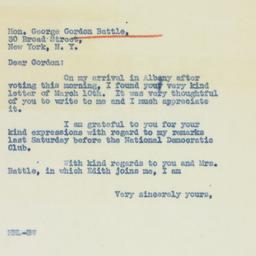 Hon. George Gordon Battle,
30 Broad Street,
New York, N. Y.
Dear Gordon:
On my arrival in Albany after
voting this morning, I found your very kind
letter of March 10th. It was very thoughtful
of you to write to me and I much appreciate
it.
I am grateful to you for your
kind expressions with regard to my remarks
last Saturday before the National Democratic
Club.
With kind regards to you and Mrs.
Battle, in which Edith joins me, I am
Very sincerely yours,